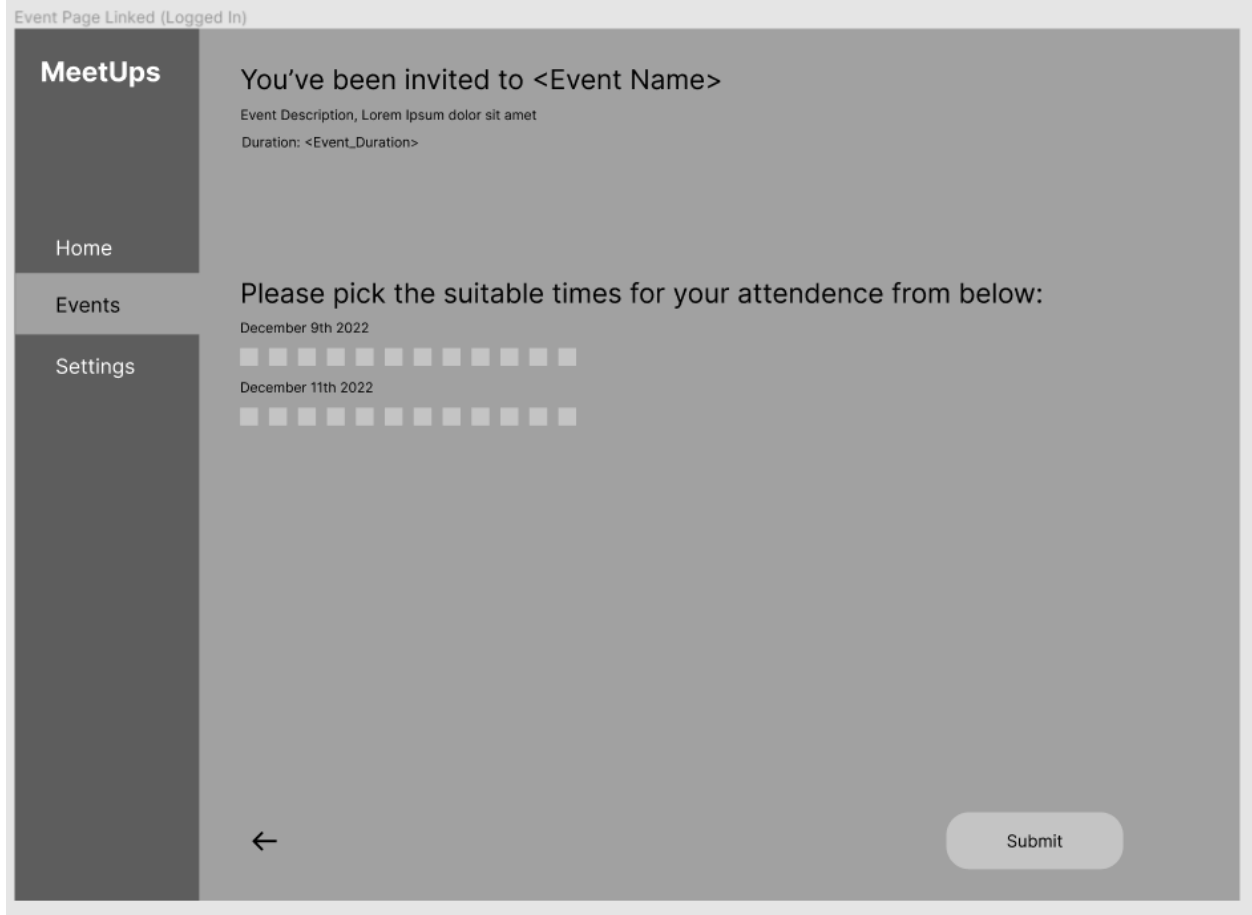 Event Page Linked (Logged In)
MeetUps
Home
Events
Settings
You’ve been invited to <Event Name>
Event Description, Lorem Ipsum dolor sit amet
Duration: <Event_Duration>
Please pick the suitable times for your attendence from below:
December 9th 2022
December 11th 2022
Submit